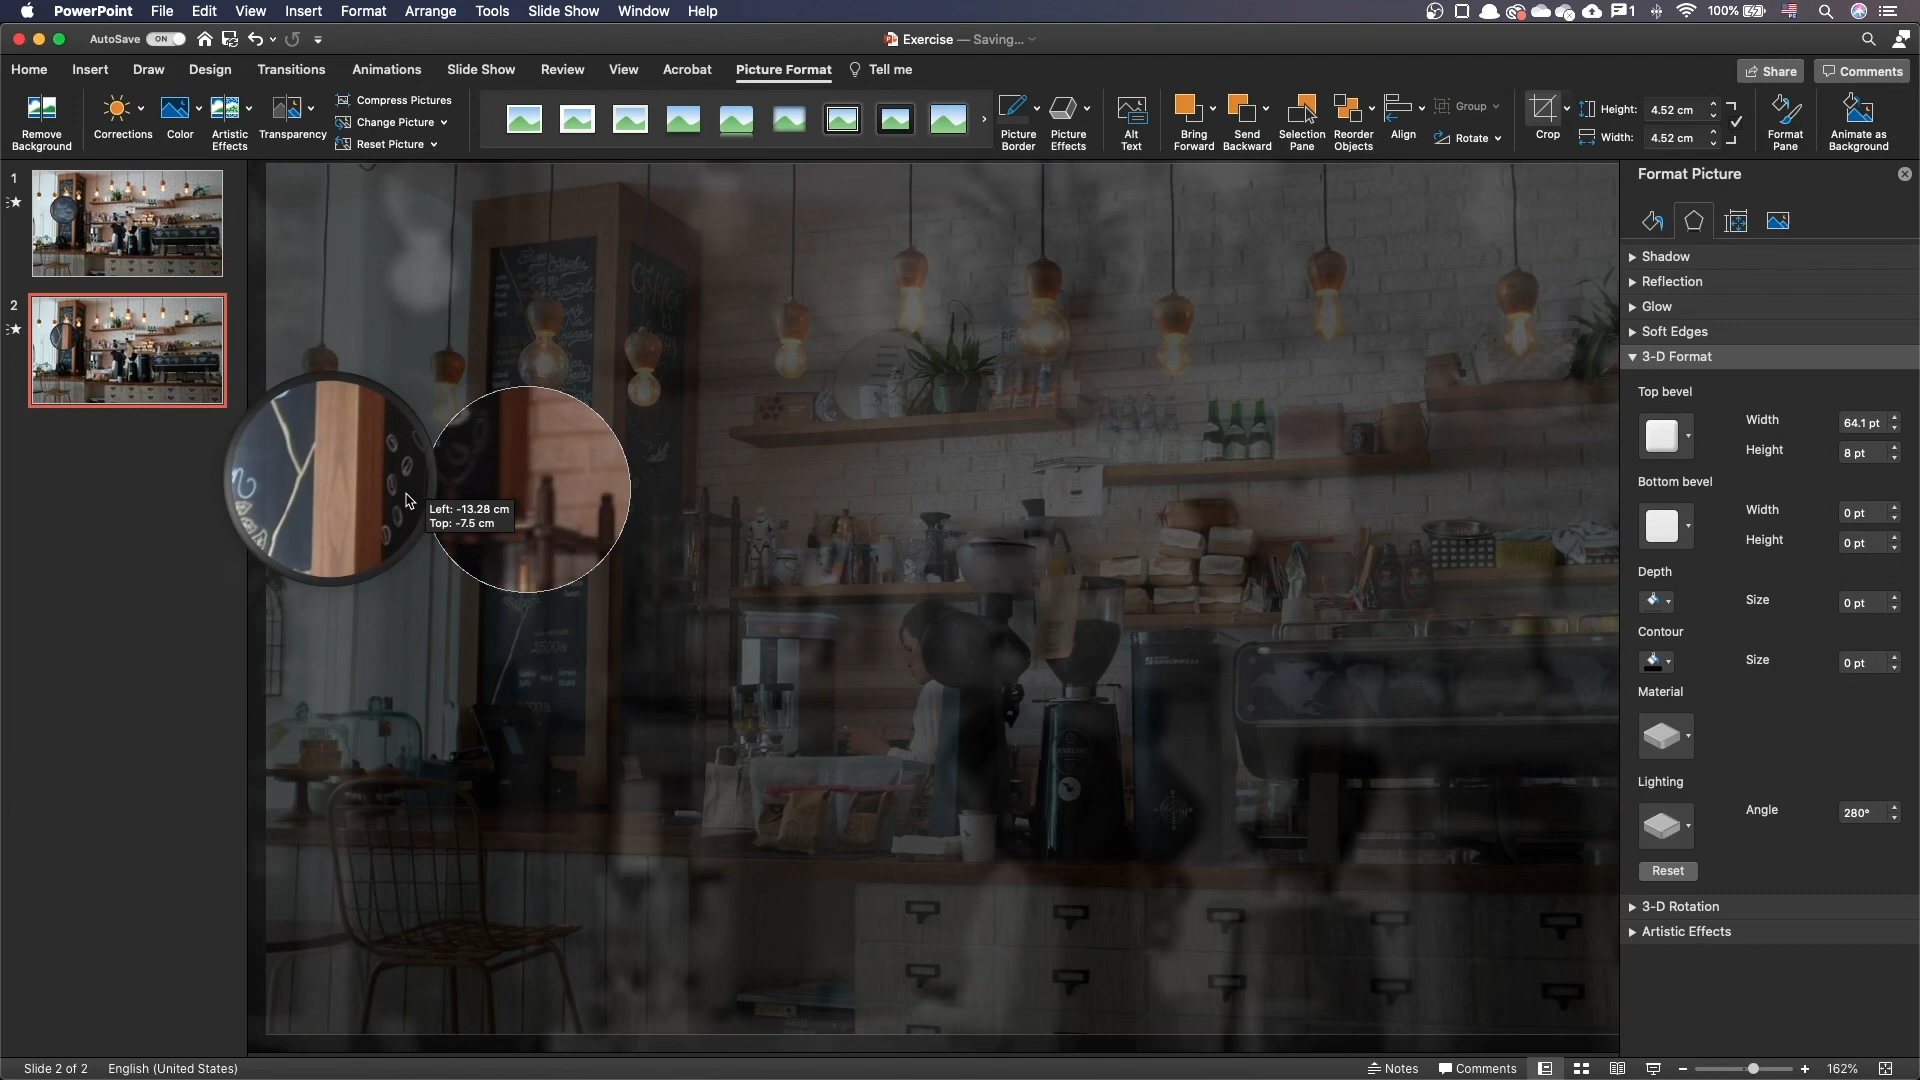 PowerPoint File Edit View Insert Format Arrange Tools Slide Show Window Help
1 100%
AutoSave ON
Exercise — Saving...
Home Insert Draw Design Transitions Animations Slide Show Review View Acrobat Picture Format Tell me
Share Comments
Remove Background
Corrections
Color
Artistic Effects
Transparency
Compress Pictures
Change Picture
Reset Picture
Picture Border
Picture Effects
Alt Text
Bring Forward
Send Backward
Selection Pane
Reorder Objects
Align
Group
Rotate
Crop
Height: 4.52 cm
Width: 4.52 cm
Format Pane
Animate as Background
1
2
Left: -13.28 cm
Top: -7.5 cm
Format Picture
Shadow
Reflection
Glow
Soft Edges
3-D Format
Top bevel
Width 64.1 pt
Height 8 pt
Bottom bevel
Width 0 pt
Height 0 pt
Depth
Size 0 pt
Contour
Size 0 pt
Material
Lighting
Angle 280°
Reset
3-D Rotation
Artistic Effects
Slide 2 of 2 English (United States)
Notes Comments 162%